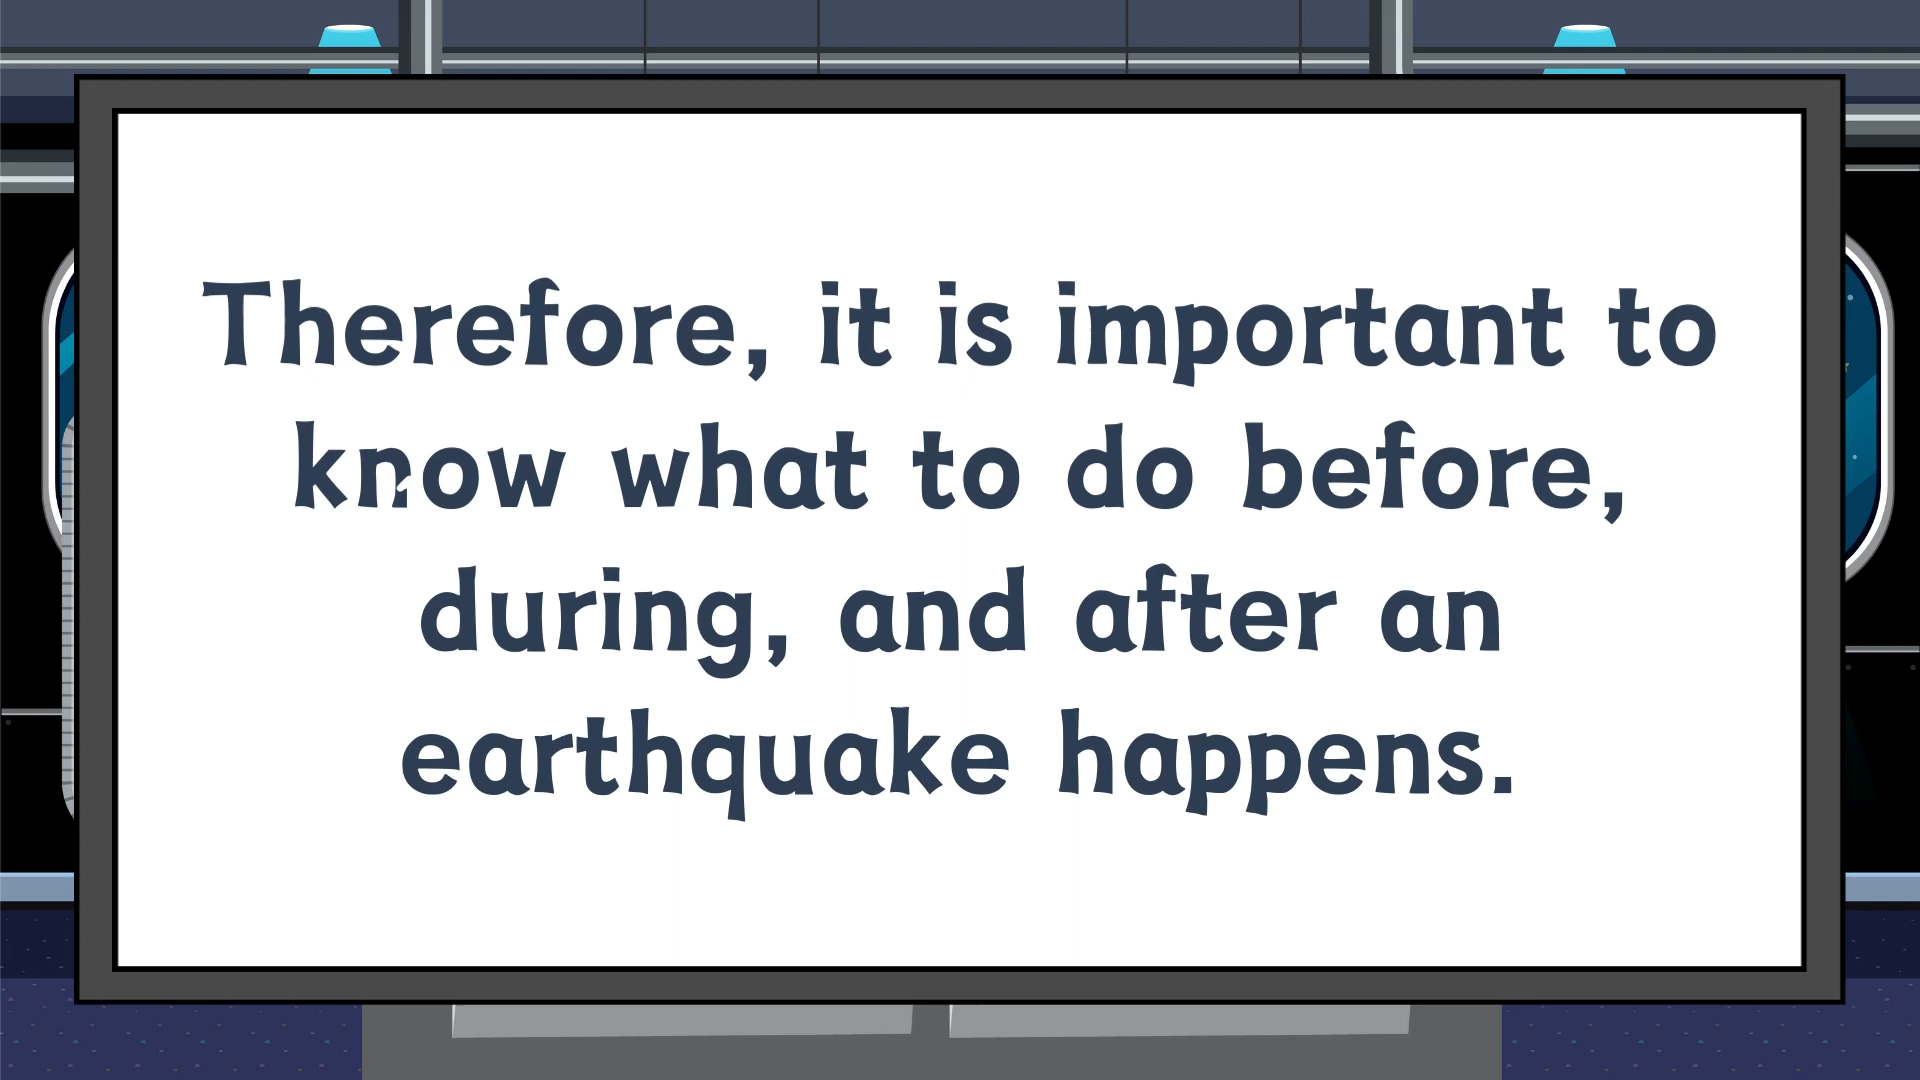 Therefore, it is important to
know what to do before,
during, and after an
earthquake happens.